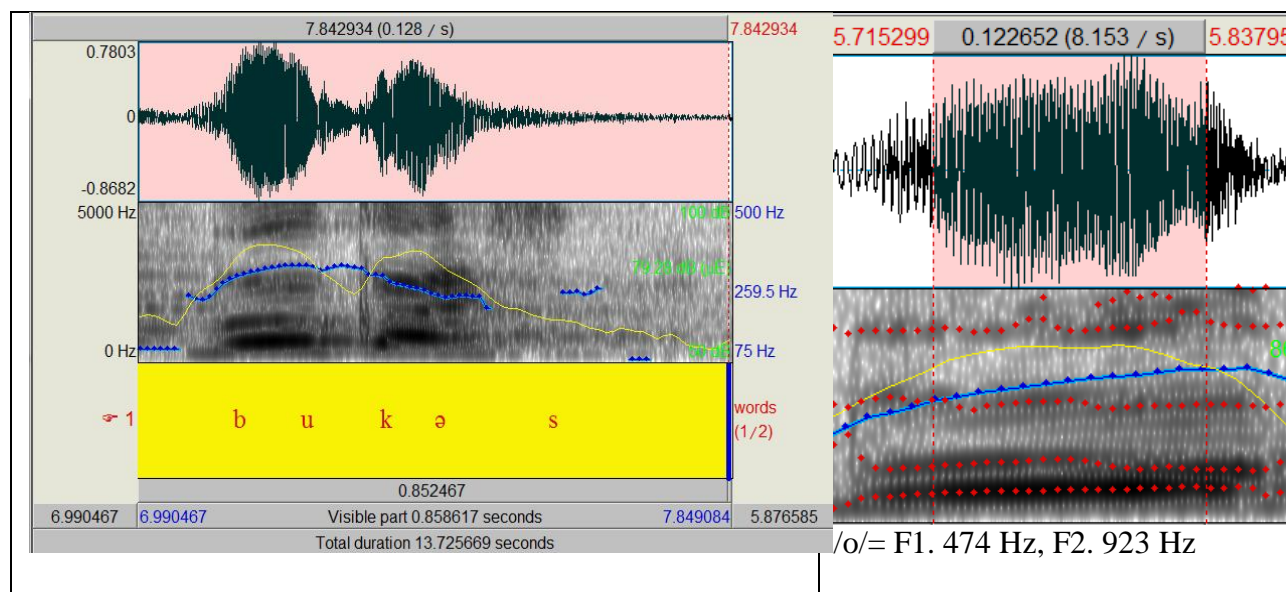 7.842934 (0.128 / s) 7.842934
0.7803
0
-0.8682
5000 Hz 100 dB 500 Hz
259.5 Hz
0 Hz 75 Hz
☞ 1 b u k ə s words
(1/2)
0.852467
6.990467 6.990467 Visible part 0.858617 seconds 7.849084 5.876585
Total duration 13.725669 seconds
5.715299 0.122652 (8.153 / s) 5.83795
/o/= F1. 474 Hz, F2. 923 Hz